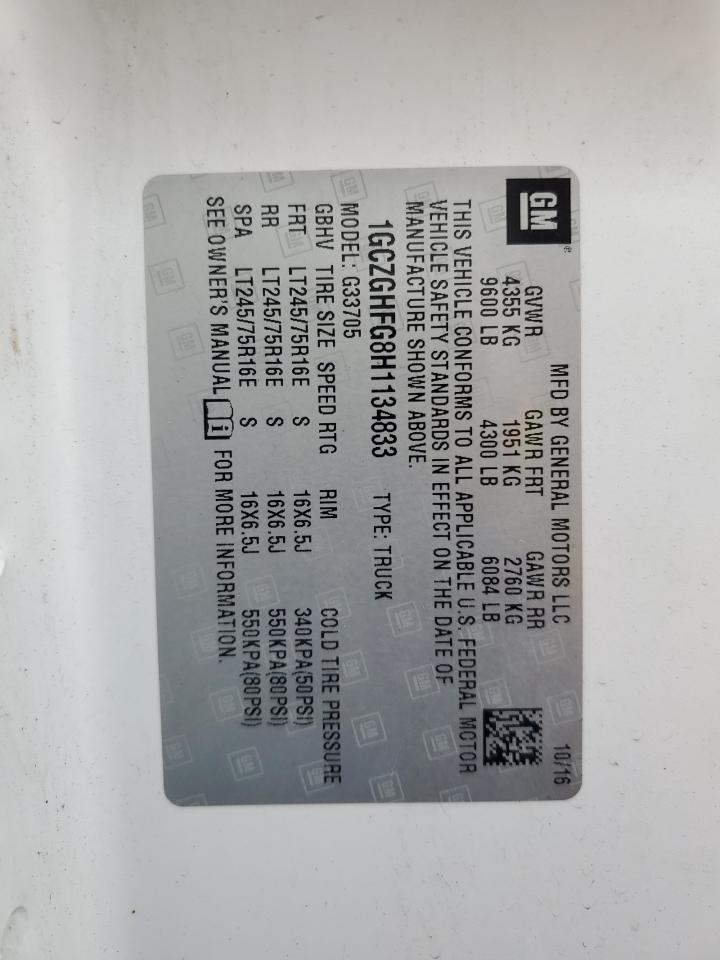 GM®
MFD BY GENERAL MOTORS LLC 10/16
GVWR GAWR FRT GAWR RR
4355 KG 1951 KG 2760 KG
9600 LB 4300 LB 6084 LB
THIS VEHICLE CONFORMS TO ALL APPLICABLE U.S. FEDERAL MOTOR
VEHICLE SAFETY STANDARDS IN EFFECT ON THE DATE OF
MANUFACTURE SHOWN ABOVE.
1GCZGHFG8H1134833 TYPE: TRUCK
MODEL: G33705
GBHV TIRE SIZE SPEED RTG RIM COLD TIRE PRESSURE
FRT LT245/75R16E S 16X6.5J 340KPA(50PSI)
RR LT245/75R16E S 16X6.5J 550KPA(80PSI)
SPA LT245/75R16E S 16X6.5J 550KPA(80PSI)
SEE OWNER'S MANUAL i FOR MORE INFORMATION.